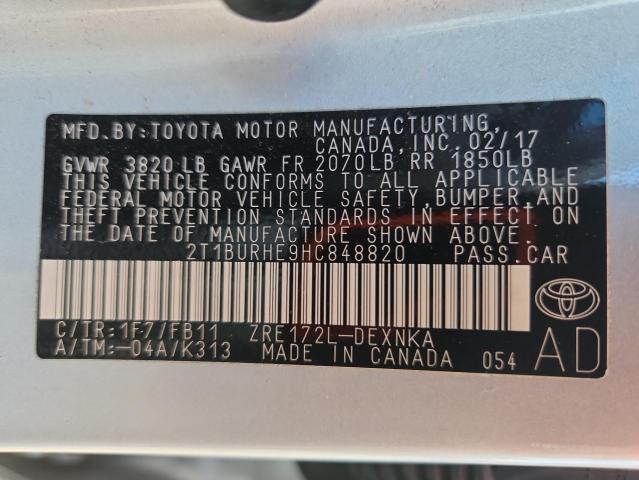 MFD.BY:TOYOTA MOTOR MANUFACTURING,
CANADA,INC.02/17
GVWR 3820 LB GAWR FR 2070LB RR 1850LB
THIS VEHICLE CONFORMS TO ALL APPLICABLE
FEDERAL MOTOR VEHICLE SAFETY,BUMPER,AND
THEFT PREVENTION STANDARDS IN EFFECT ON
THE DATE OF MANUFACTURE SHOWN ABOVE.
2T1BURHE9HC848820 PASS.CAR
C/TR:1F7/FB11 ZRE172L-DEXNKA
A/TM:-04A/K313 MADE IN CANADA 054
AD